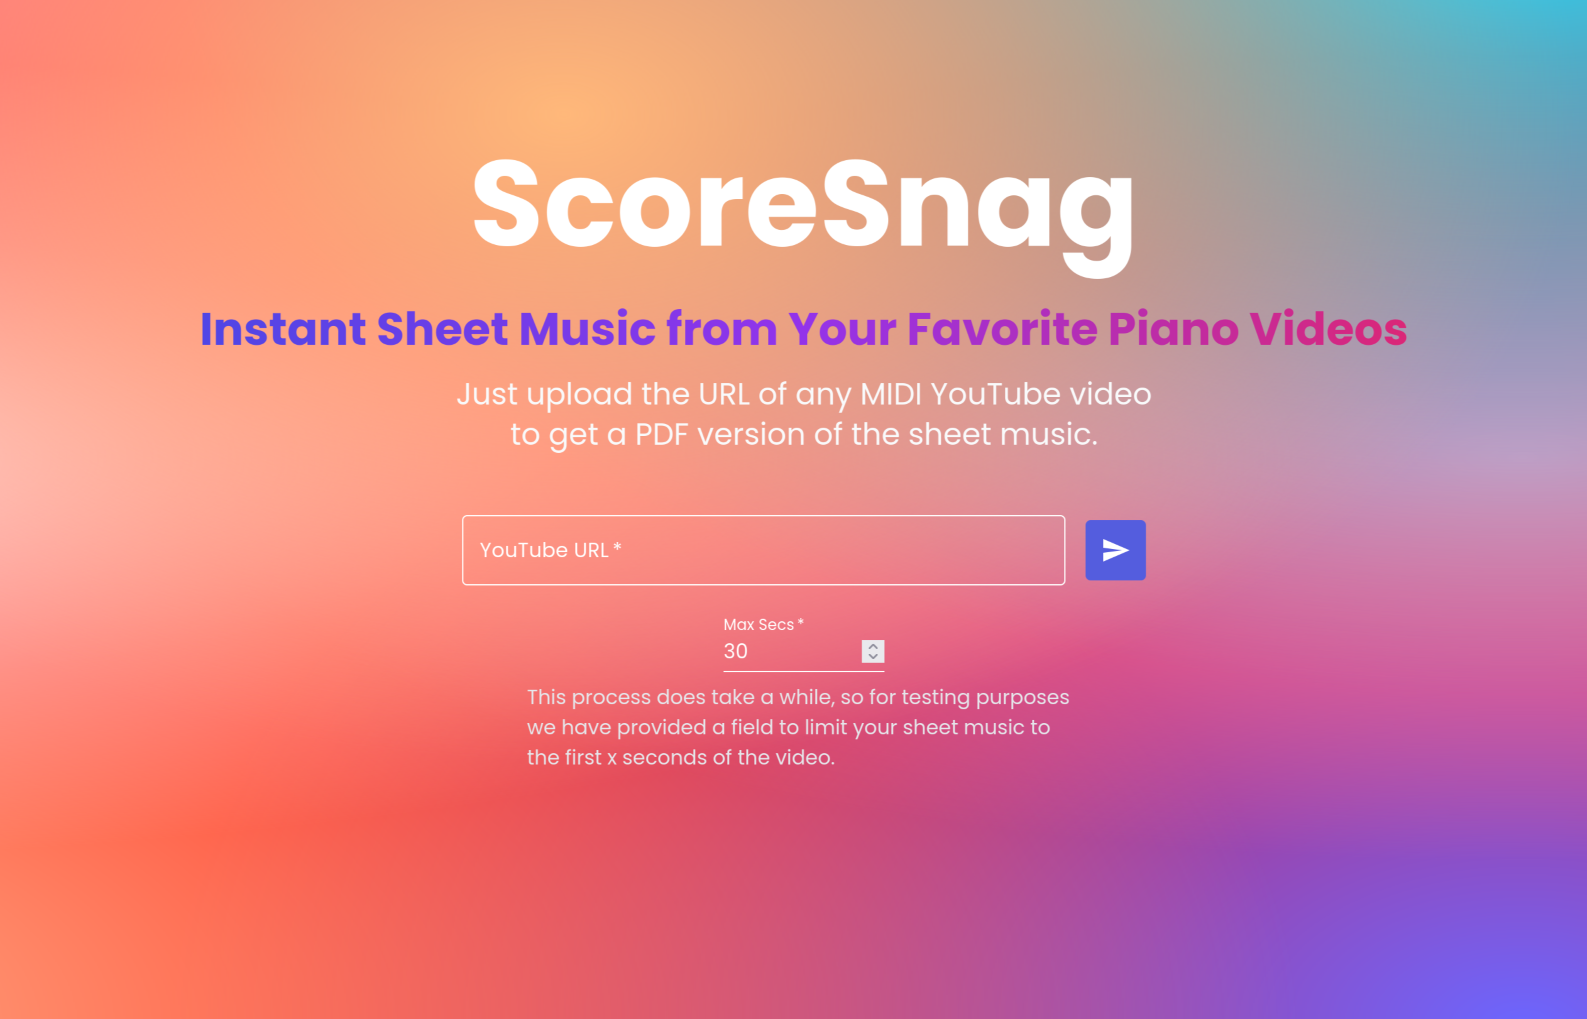 ScoreSnag
Instant Sheet Music from Your Favorite Piano Videos
Just upload the URL of any MIDI YouTube video
to get a PDF version of the sheet music.
YouTube URL *
Max Secs *
30
This process does take a while, so for testing purposes
we have provided a field to limit your sheet music to
the first x seconds of the video.